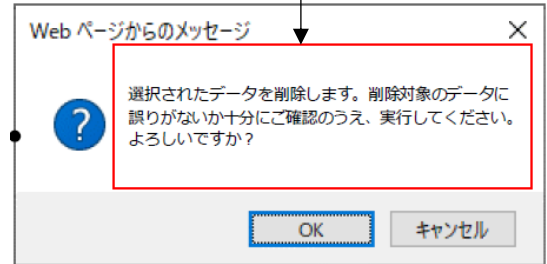 Web ページからのメッセージ
選択されたデータを削除します。削除対象のデータに
誤りがないか十分にご確認のうえ、実行してください。
よろしいですか？
OK
キャンセル